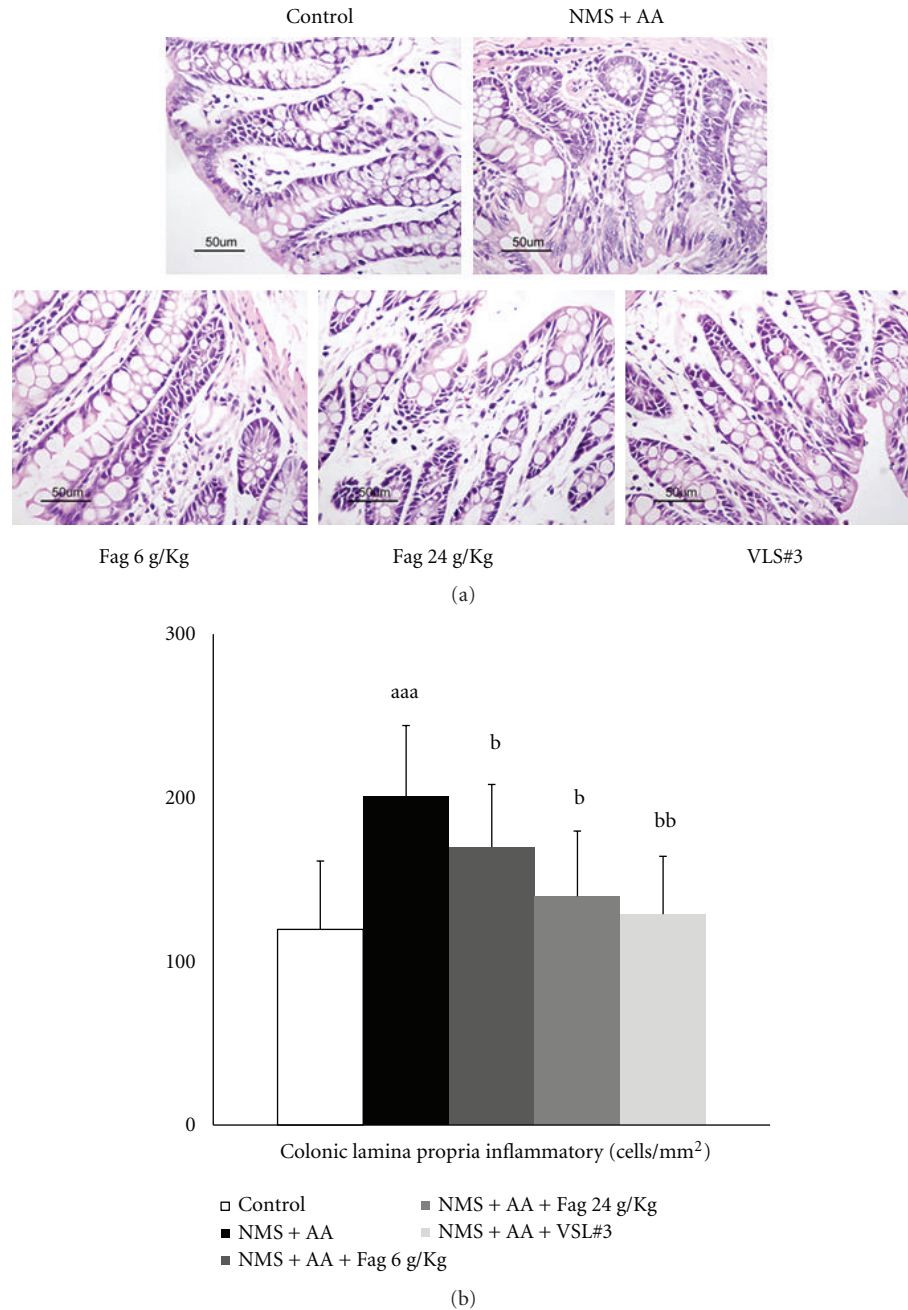 Control NMS + AA
50um 50um
50um 50um 50um
Fag 6 g/Kg Fag 24 g/Kg VLS#3
(a)
300
aaa
b
200
b
bb
100
0
Colonic lamina propria inflammatory (cells/mm²)
Control NMS + AA + Fag 24 g/Kg
NMS + AA NMS + AA + VSL#3
NMS + AA + Fag 6 g/Kg
(b)